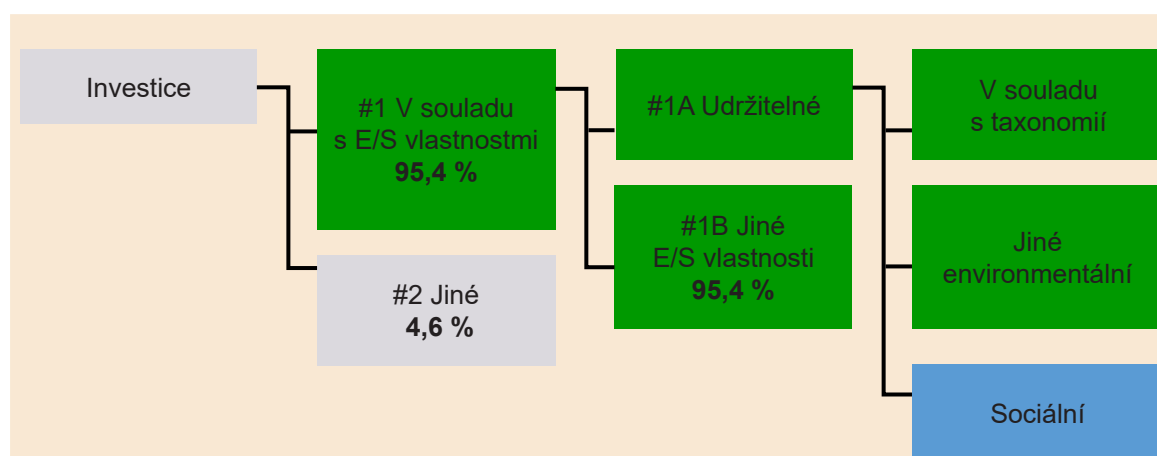 Investice
#1 V souladu
s E/S vlastnostmi
95,4 %
#2 Jiné
4,6 %
#1A Udržitelné
#1B Jiné
E/S vlastnosti
95,4 %
V souladu
s taxonomií
Jiné
environmentální
Sociální